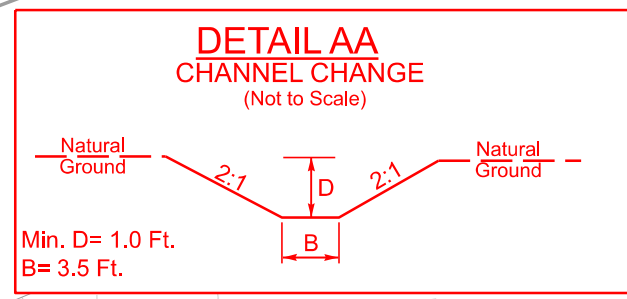 DETAIL AA
CHANNEL CHANGE
(Not to Scale)
Natural
Ground
2:1
D
2:1
Natural
Ground
B
Min. D= 1.0 Ft.
B= 3.5 Ft.